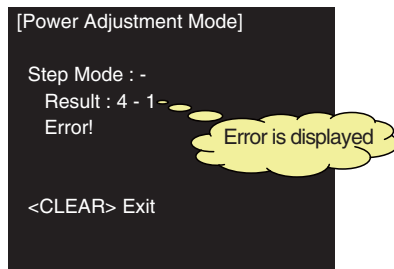 [Power Adjustment Mode]
Step Mode : -
Result : 4 - 1
Error!
Error is displayed
<CLEAR> Exit